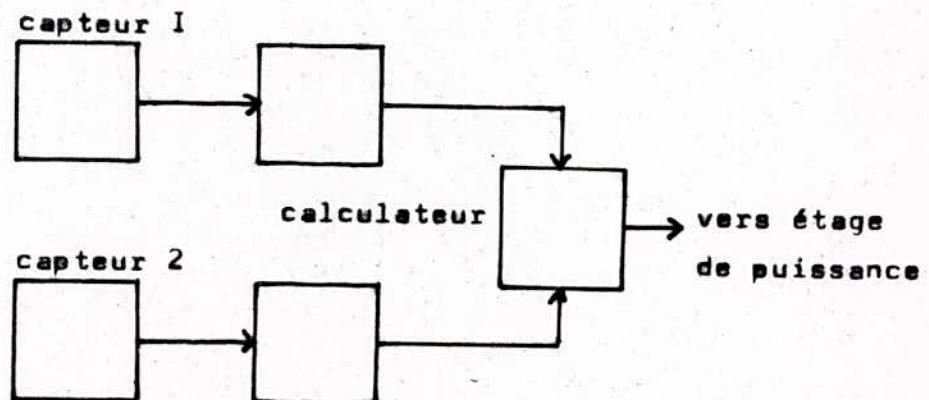 capteur I
calculateur
vers étage
de puissance
capteur 2